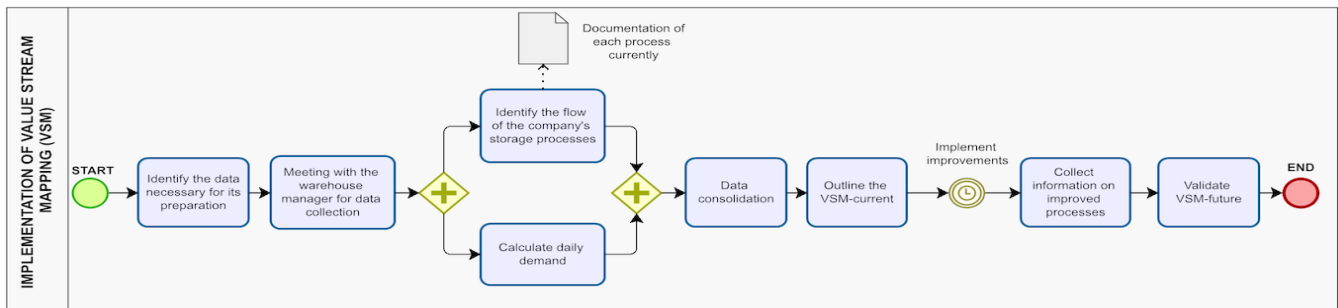 IMPLEMENTATION OF VALUE STREAM
MAPPING (VSM)
START
Identify the data
necessary for its
preparation
Meeting with the
warehouse
manager for data
collection
Documentation of
each process
currently
Identify the flow
of the company's
storage processes
Calculate daily
demand
Data
consolidation
Outline the
VSM-current
Implement
improvements
Collect
information on
improved
processes
Validate
VSM-future
END